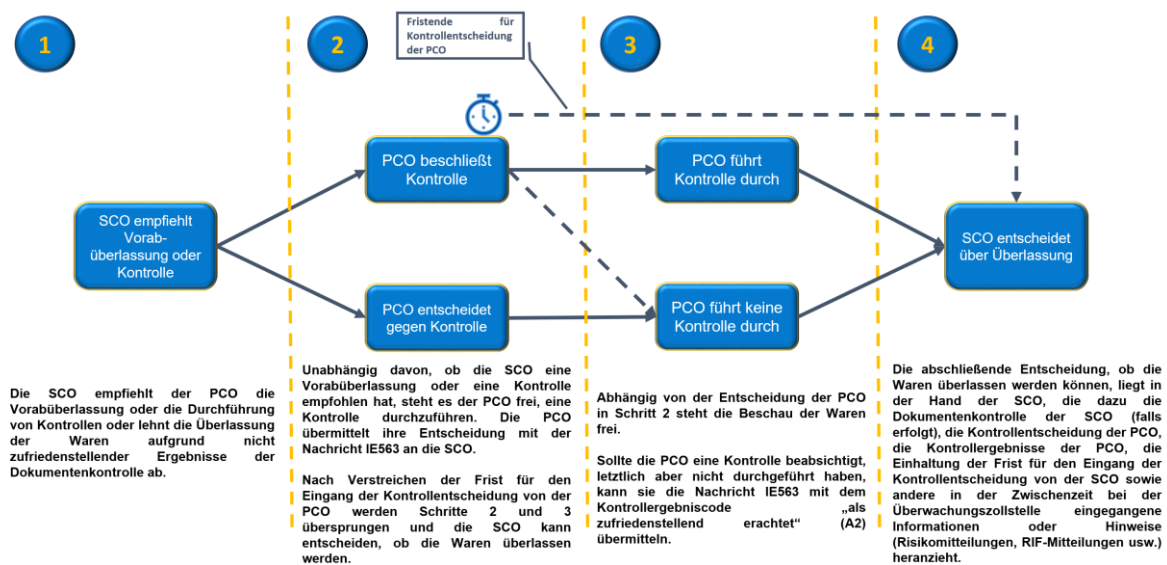 1
2
3
4
Fristende für
Kontrollentscheidung
der PCO
SCO empfiehlt
Vorab-
überlassung oder
Kontrolle
PCO beschließt
Kontrolle
PCO entscheidet
gegen Kontrolle
PCO führt
Kontrolle durch
PCO führt keine
Kontrolle durch
SCO entscheidet
über Überlassung
Die SCO empfiehlt der PCO die
Vorabüberlassung oder die Durchführung
von Kontrollen oder lehnt die Überlassung
der Waren aufgrund nicht
zufriedenstellender Ergebnisse der
Dokumentenkontrolle ab.
Unabhängig davon, ob die SCO eine
Vorabüberlassung oder eine Kontrolle
empfohlen hat, steht es der PCO frei, eine
Kontrolle durchzuführen. Die PCO
übermittelt ihre Entscheidung mit der
Nachricht IE563 an die SCO.
Nach Verstreichen der Frist für den
Eingang der Kontrollentscheidung von der
PCO werden Schritte 2 und 3
übersprungen und die SCO kann
entscheiden, ob die Waren überlassen
werden.
Abhängig von der Entscheidung der PCO
in Schritt 2 steht die Beschau der Waren
frei.
Sollte die PCO eine Kontrolle beabsichtigt,
letztlich aber nicht durchgeführt haben,
kann sie die Nachricht IE563 mit dem
Kontrollergebniscode „als
zufriedenstellend erachtet“ (A2)
übermitteln.
Die abschließende Entscheidung, ob die
Waren überlassen werden können, liegt in
der Hand der SCO, die dazu die
Dokumentenkontrolle der SCO (falls
erfolgt), die Kontrollentscheidung der PCO,
die Kontrollergebnisse der PCO, die
Einhaltung der Frist für den Eingang der
Kontrollentscheidung von der SCO sowie
andere in der Zwischenzeit bei der
Überwachungszollstelle eingegangene
Informationen oder Hinweise
(Risikomitteilungen, RIF-Mitteilungen usw.)
heranzieht.